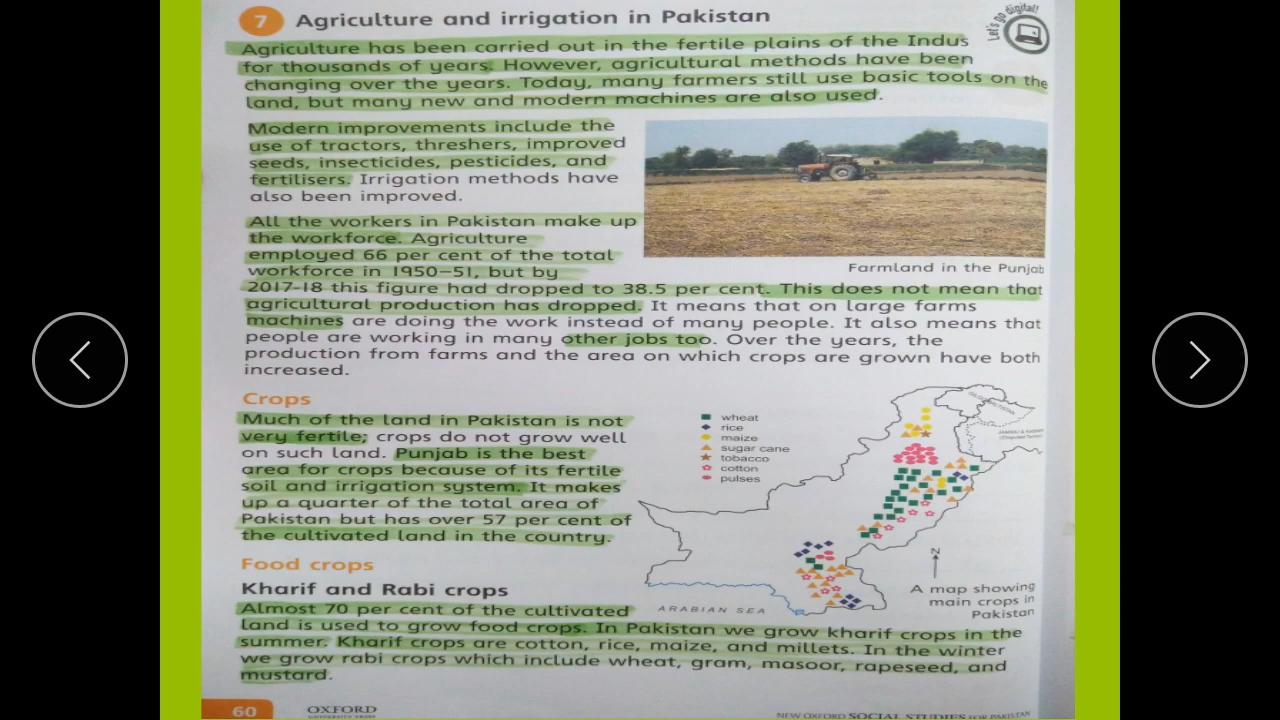 7 Agriculture and irrigation in Pakistan
Let's go digital!
Agriculture has been carried out in the fertile plains of the Indus
for thousands of years. However, agricultural methods have been
changing over the years. Today, many farmers still use basic tools on the
land, but many new and modern machines are also used.
Modern improvements include the
use of tractors, threshers, improved
seeds, insecticides, pesticides, and
fertilisers. Irrigation methods have
also been improved.
All the workers in Pakistan make up
the workforce. Agriculture
employed 66 per cent of the total
workforce in 1950–51, but by
Farmland in the Punjab
2017-18 this figure had dropped to 38.5 per cent. This does not mean that
agricultural production has dropped. It means that on large farms
machines are doing the work instead of many people. It also means that
people are working in many other jobs too. Over the years, the
production from farms and the area on which crops are grown have both
increased.
Crops
Much of the land in Pakistan is not
very fertile; crops do not grow well
on such land. Punjab is the best
area for crops because of its fertile
soil and irrigation system. It makes
up a quarter of the total area of
Pakistan but has over 57 per cent of
the cultivated land in the country.
wheat
rice
maize
sugar cane
tobacco
cotton
pulses
GILGIT-BALTISTAN
JAMMU & KASHMIR
N
ARABIAN SEA
A map showing
main crops in
Pakistan
Food crops
Kharif and Rabi crops
Almost 70 per cent of the cultivated
land is used to grow food crops. In Pakistan we grow kharif crops in the
summer. Kharif crops are cotton, rice, maize, and millets. In the winter
we grow rabi crops which include wheat, gram, masoor, rapeseed, and
mustard.
60
OXFORD
UNIVERSITY PRESS
NEW OXFORD SOCIAL STUDIES FOR PAKISTAN